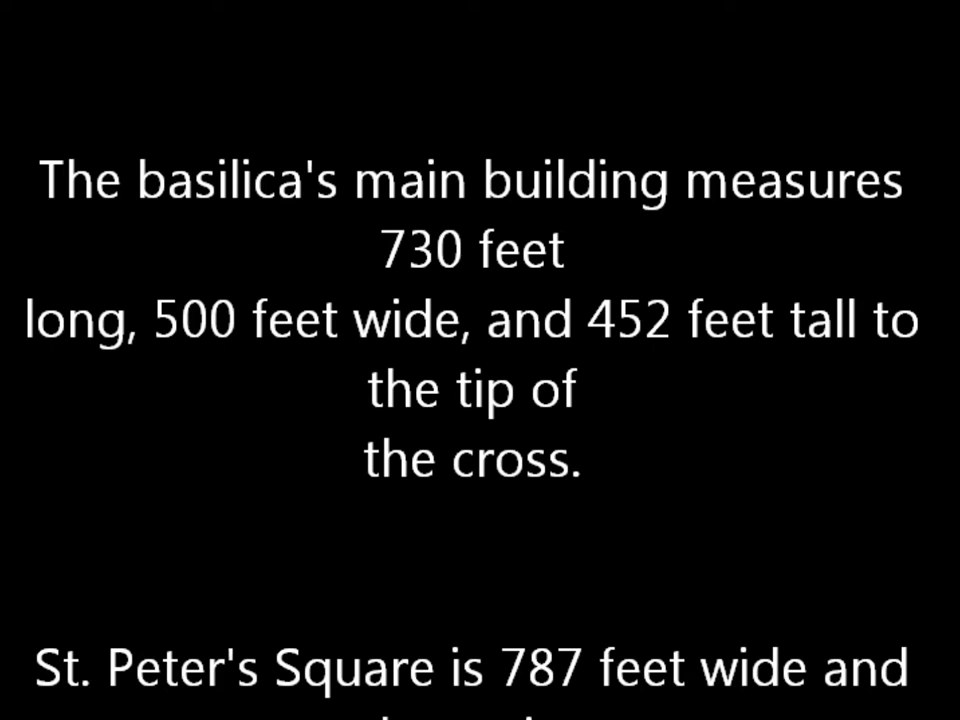 The basilica's main building measures
730 feet
long, 500 feet wide, and 452 feet tall to
the tip of
the cross.
St. Peter's Square is 787 feet wide and